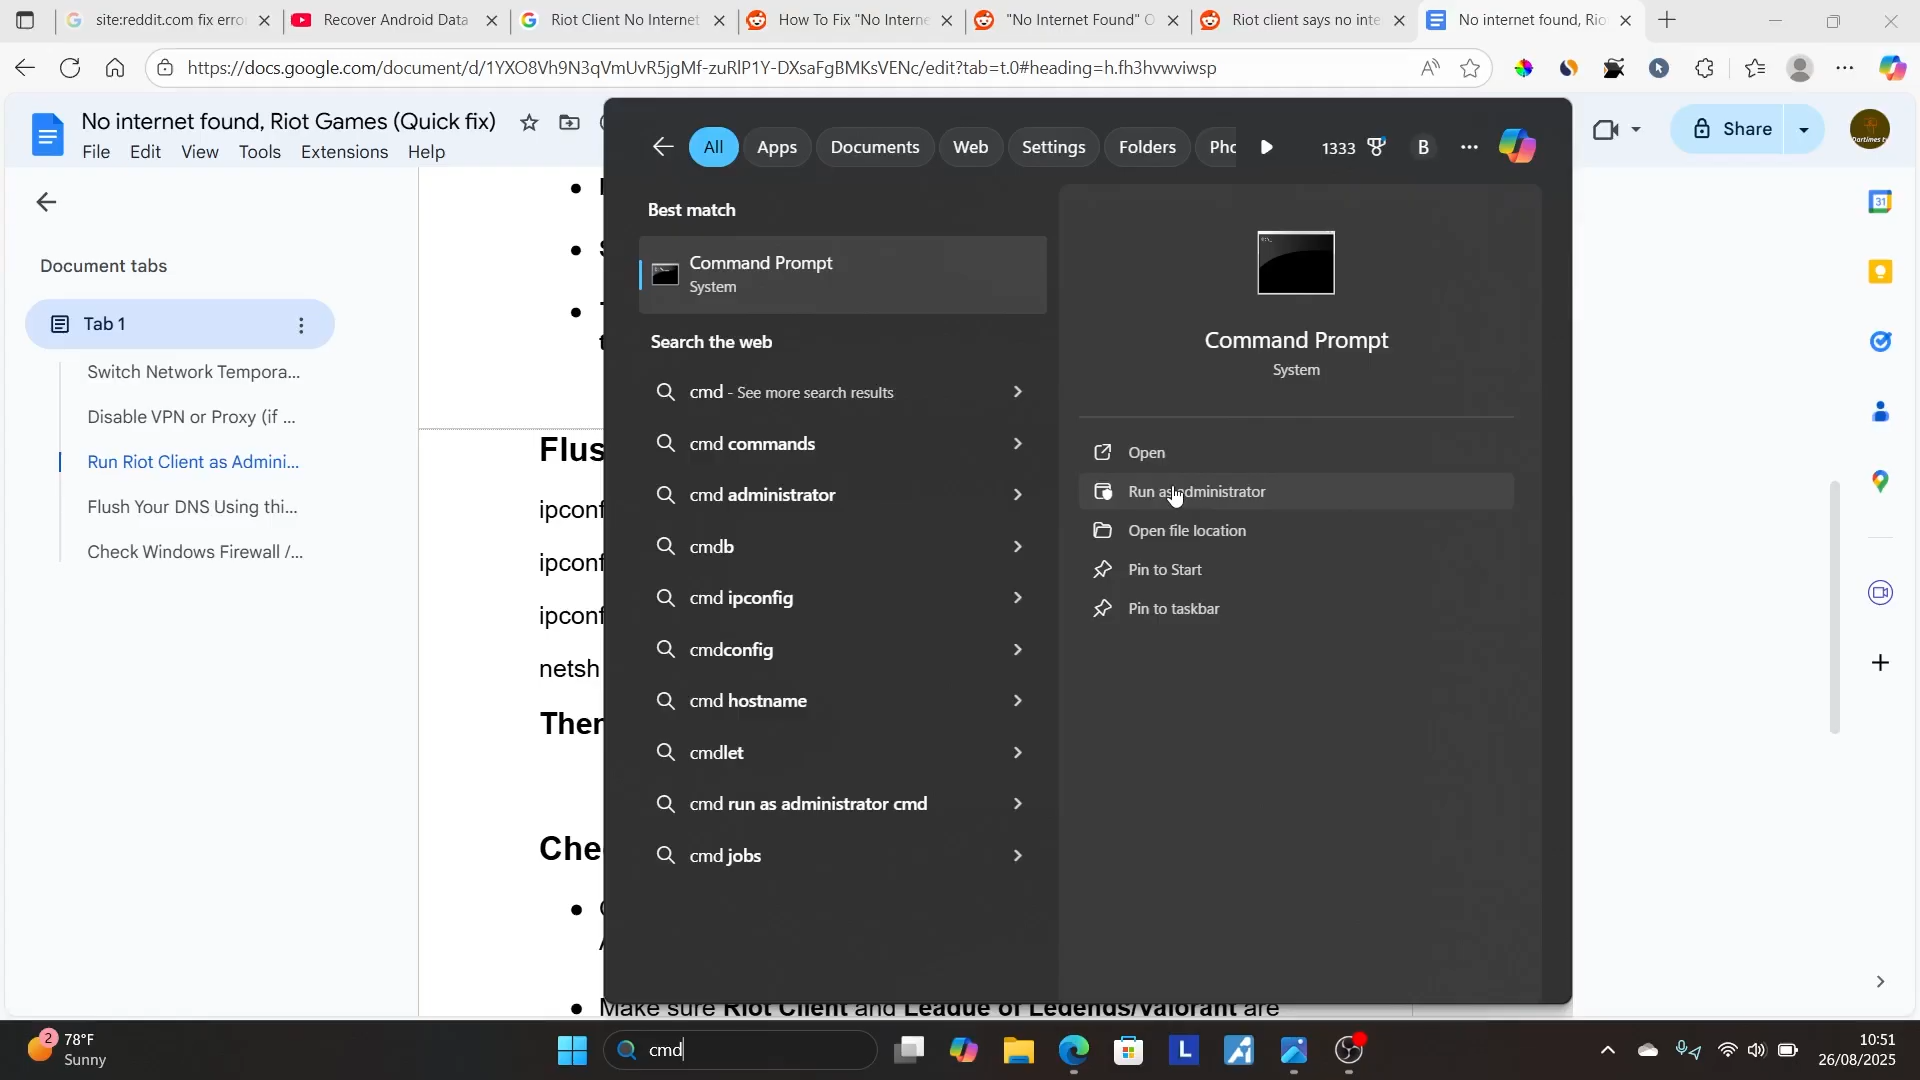 site:reddit.com fix erro
Recover Android Data
Riot Client No Internet
How To Fix "No Interne
"No Internet Found" O
Riot client says no inte
No internet found, Rio
https://docs.google.com/document/d/1YXO8Vh9N3qVmUvR5jgMf-zuRlP1Y-DXsaFgBMKsVENc/edit?tab=t.0#heading=h.fh3hvwviwsp
No internet found, Riot Games (Quick fix)
File Edit View Tools Extensions Help
Share
Document tabs
Tab 1
Switch Network Tempora...
Disable VPN or Proxy (if ...
Run Riot Client as Admini...
Flush Your DNS Using thi...
Check Windows Firewall /...
Flus
ipconf
ipconf
ipconf
netsh
Ther
Che
Make sure Riot Client and League of Legends/Valorant are
All Apps Documents Web Settings Folders Pho
1333 B
Best match
Command Prompt
System
Search the web
cmd - See more search results
cmd commands
cmd administrator
cmdb
cmd ipconfig
cmdconfig
cmd hostname
cmdlet
cmd run as administrator cmd
cmd jobs
Command Prompt
System
Open
Run as administrator
Open file location
Pin to Start
Pin to taskbar
2
78°F
Sunny
cmd
L
10:51
26/08/2025
31